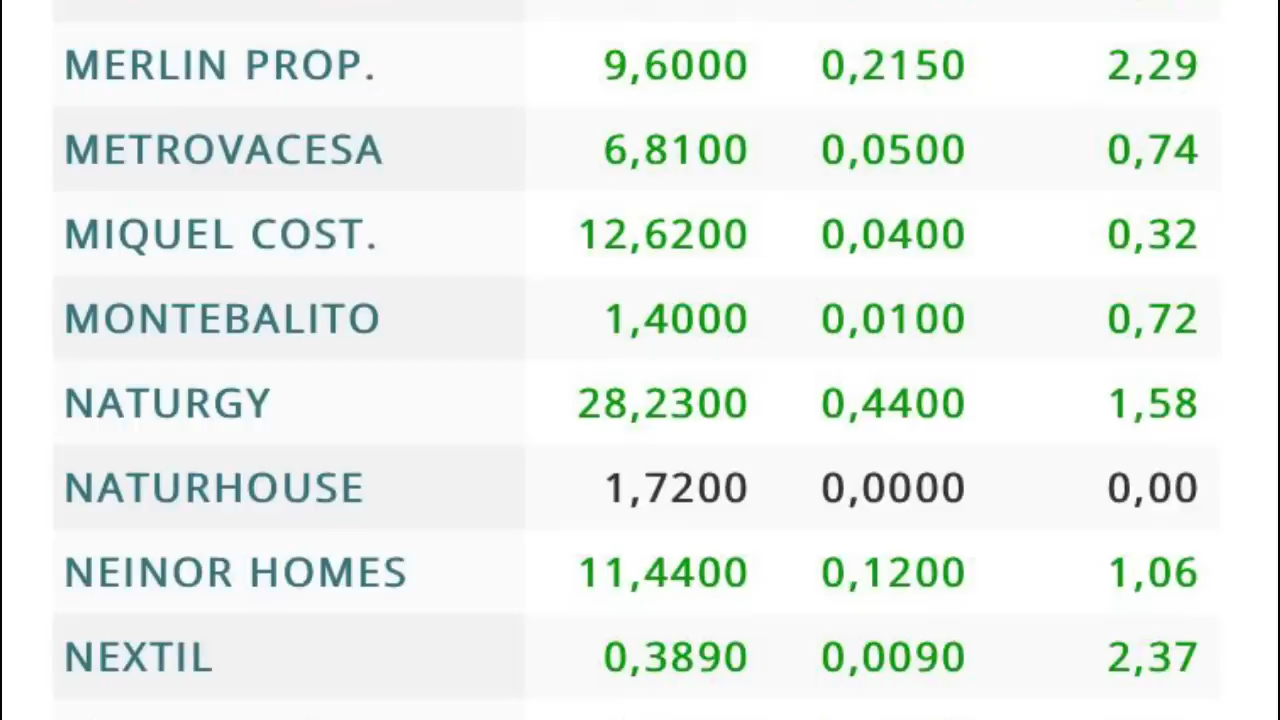 MERLIN PROP. 9,6000 0,2150 2,29
METROVACESA 6,8100 0,0500 0,74
MIQUEL COST. 12,6200 0,0400 0,32
MONTEBALITO 1,4000 0,0100 0,72
NATURGY 28,2300 0,4400 1,58
NATURHOUSE 1,7200 0,0000 0,00
NEINOR HOMES 11,4400 0,1200 1,06
NEXTIL 0,3890 0,0090 2,37